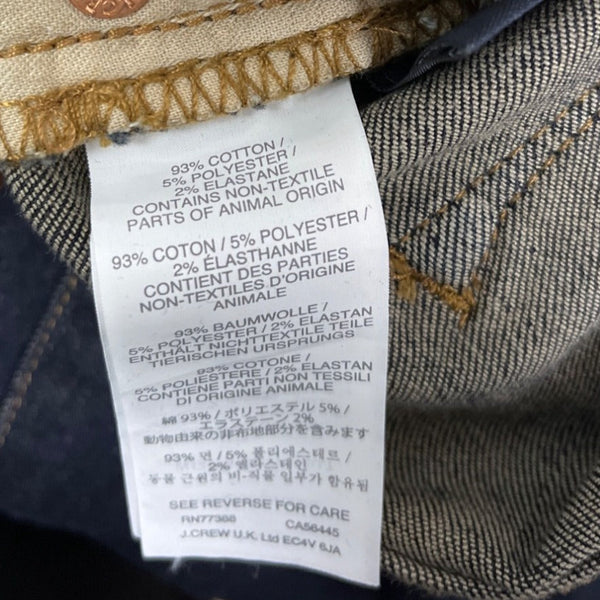 93% COTTON /
5% POLYESTER /
2% ELASTANE
CONTAINS NON-TEXTILE
PARTS OF ANIMAL ORIGIN
93% COTON / 5% POLYESTER /
2% ÉLASTHANNE
CONTIENT DES PARTIES
NON-TEXTILES D'ORIGINE
ANIMALE
93% BAUMWOLLE /
5% POLYESTER / 2% ELASTAN
ENTHÄLT NICHTTEXTILE TEILE
TIERISCHEN URSPRUNGS
93% COTONE /
5% POLIESTERE / 2% ELASTAN
CONTIENE PARTI NON TESSILI
DI ORIGINE ANIMALE
綿 93% / ポリエステル 5% /
エラステーン 2%
動物由来の非布地部分を含みます
93% 면 / 5% 폴리에스테르 /
2% 엘라스테인
동물 근원의 비-직물 일부가 함유됨
SEE REVERSE FOR CARE
RN77388 CA56445
J.CREW U.K. Ltd EC4V 6JA